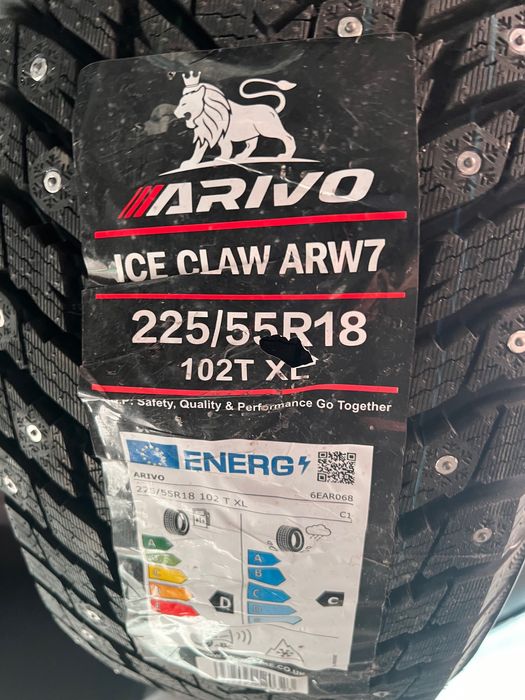 ARIVO
ICE CLAW ARW7
225/55R18
102T XL
Safety, Quality & Performance Go Together
ENERG
ARIVO
6EAR068
225/55R18 102 T XL
C1
A
A
B
C
D
C